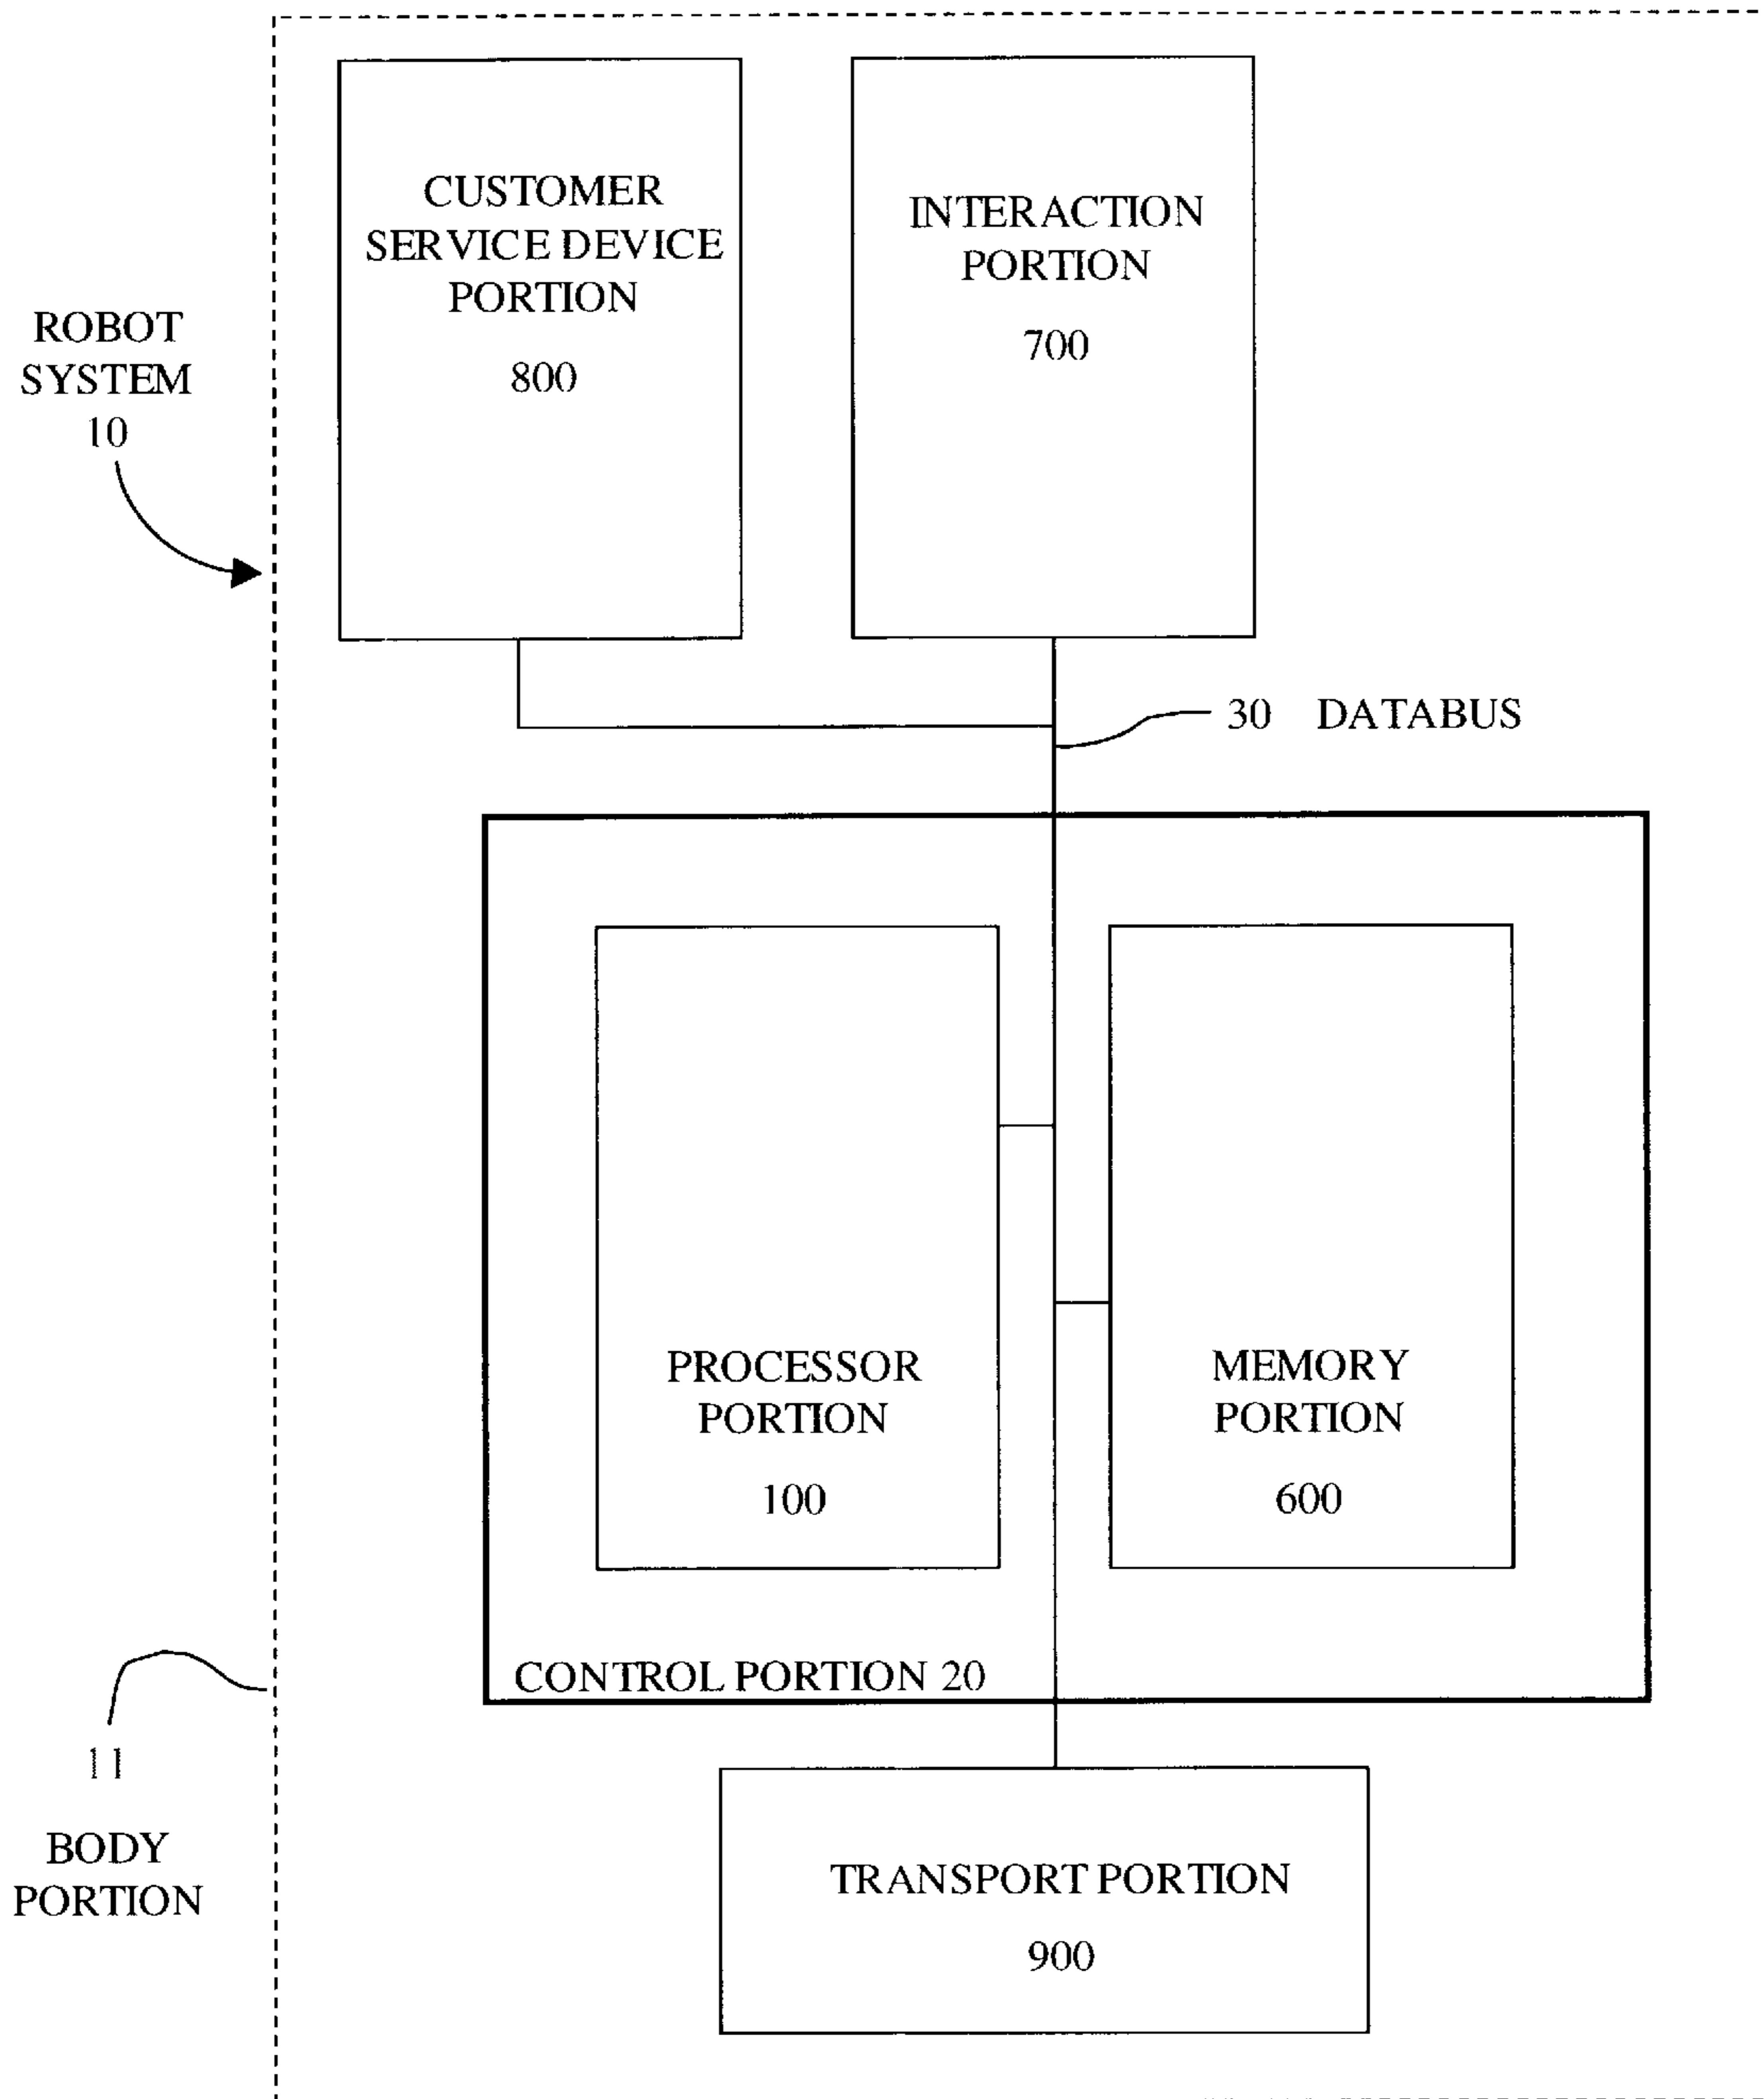 CUSTOMER
SERVICE DEVICE
PORTION
800
INTERACTION
PORTION
700
ROBOT
SYSTEM
10
30 DATABUS
PROCESSOR
PORTION
100
MEMORY
PORTION
600
CONTROL PORTION 20
11
BODY
PORTION
TRANSPORT PORTION
900